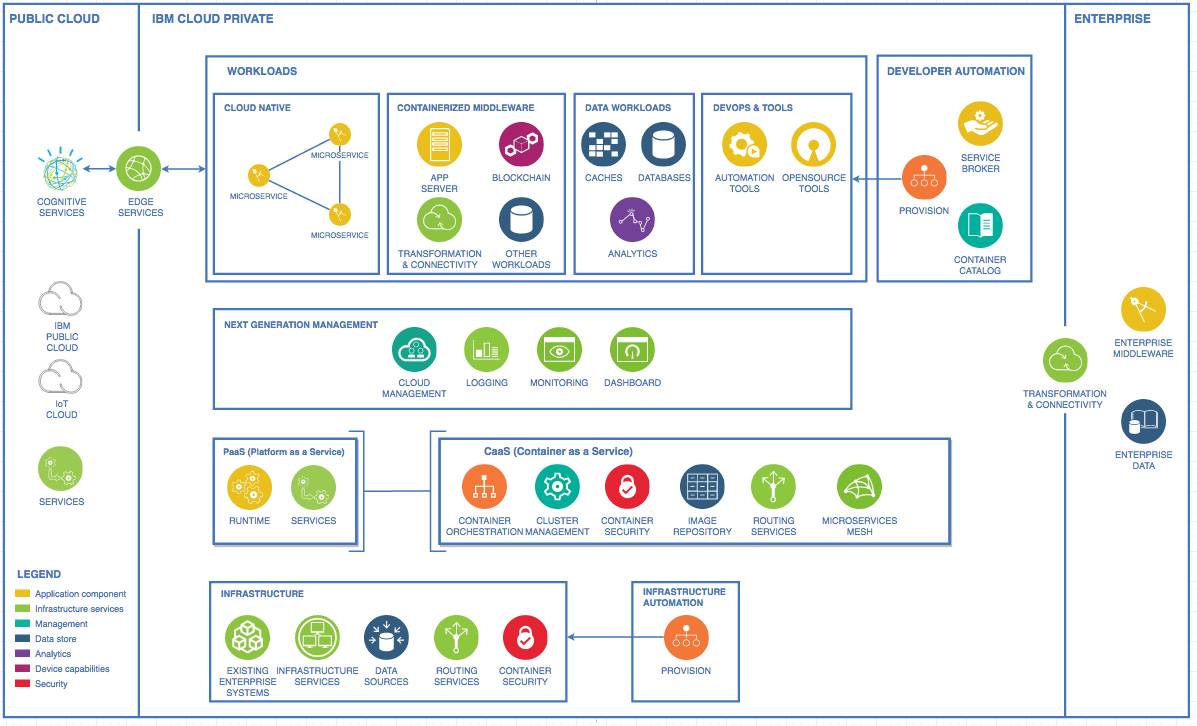 PUBLIC CLOUD
IBM CLOUD PRIVATE
ENTERPRISE
WORKLOADS
CLOUD NATIVE
MICROSERVICE
MICROSERVICE
MICROSERVICE
CONTAINERIZED MIDDLEWARE
APP
SERVER
BLOCKCHAIN
TRANSFORMATION
& CONNECTIVITY
OTHER
WORKLOADS
DATA WORKLOADS
CACHES
DATABASES
ANALYTICS
DEVOPS & TOOLS
AUTOMATION
TOOLS
OPENSOURCE
TOOLS
DEVELOPER AUTOMATION
SERVICE
BROKER
PROVISION
CONTAINER
CATALOG
COGNITIVE
SERVICES
EDGE
SERVICES
IBM
PUBLIC
CLOUD
IoT
CLOUD
SERVICES
NEXT GENERATION MANAGEMENT
CLOUD
MANAGEMENT
LOGGING
MONITORING
DASHBOARD
TRANSFORMATION
& CONNECTIVITY
ENTERPRISE
MIDDLEWARE
ENTERPRISE
DATA
PaaS (Platform as a Service)
RUNTIME
SERVICES
CaaS (Container as a Service)
CONTAINER
ORCHESTRATION
CLUSTER
MANAGEMENT
CONTAINER
SECURITY
IMAGE
REPOSITORY
ROUTING
SERVICES
MICROSERVICES
MESH
INFRASTRUCTURE
EXISTING
ENTERPRISE
SYSTEMS
INFRASTRUCTURE
SERVICES
DATA
SOURCES
ROUTING
SERVICES
CONTAINER
SECURITY
INFRASTRUCTURE
AUTOMATION
PROVISION
LEGEND
Application component
Infrastructure services
Management
Data store
Analytics
Device capabilities
Security